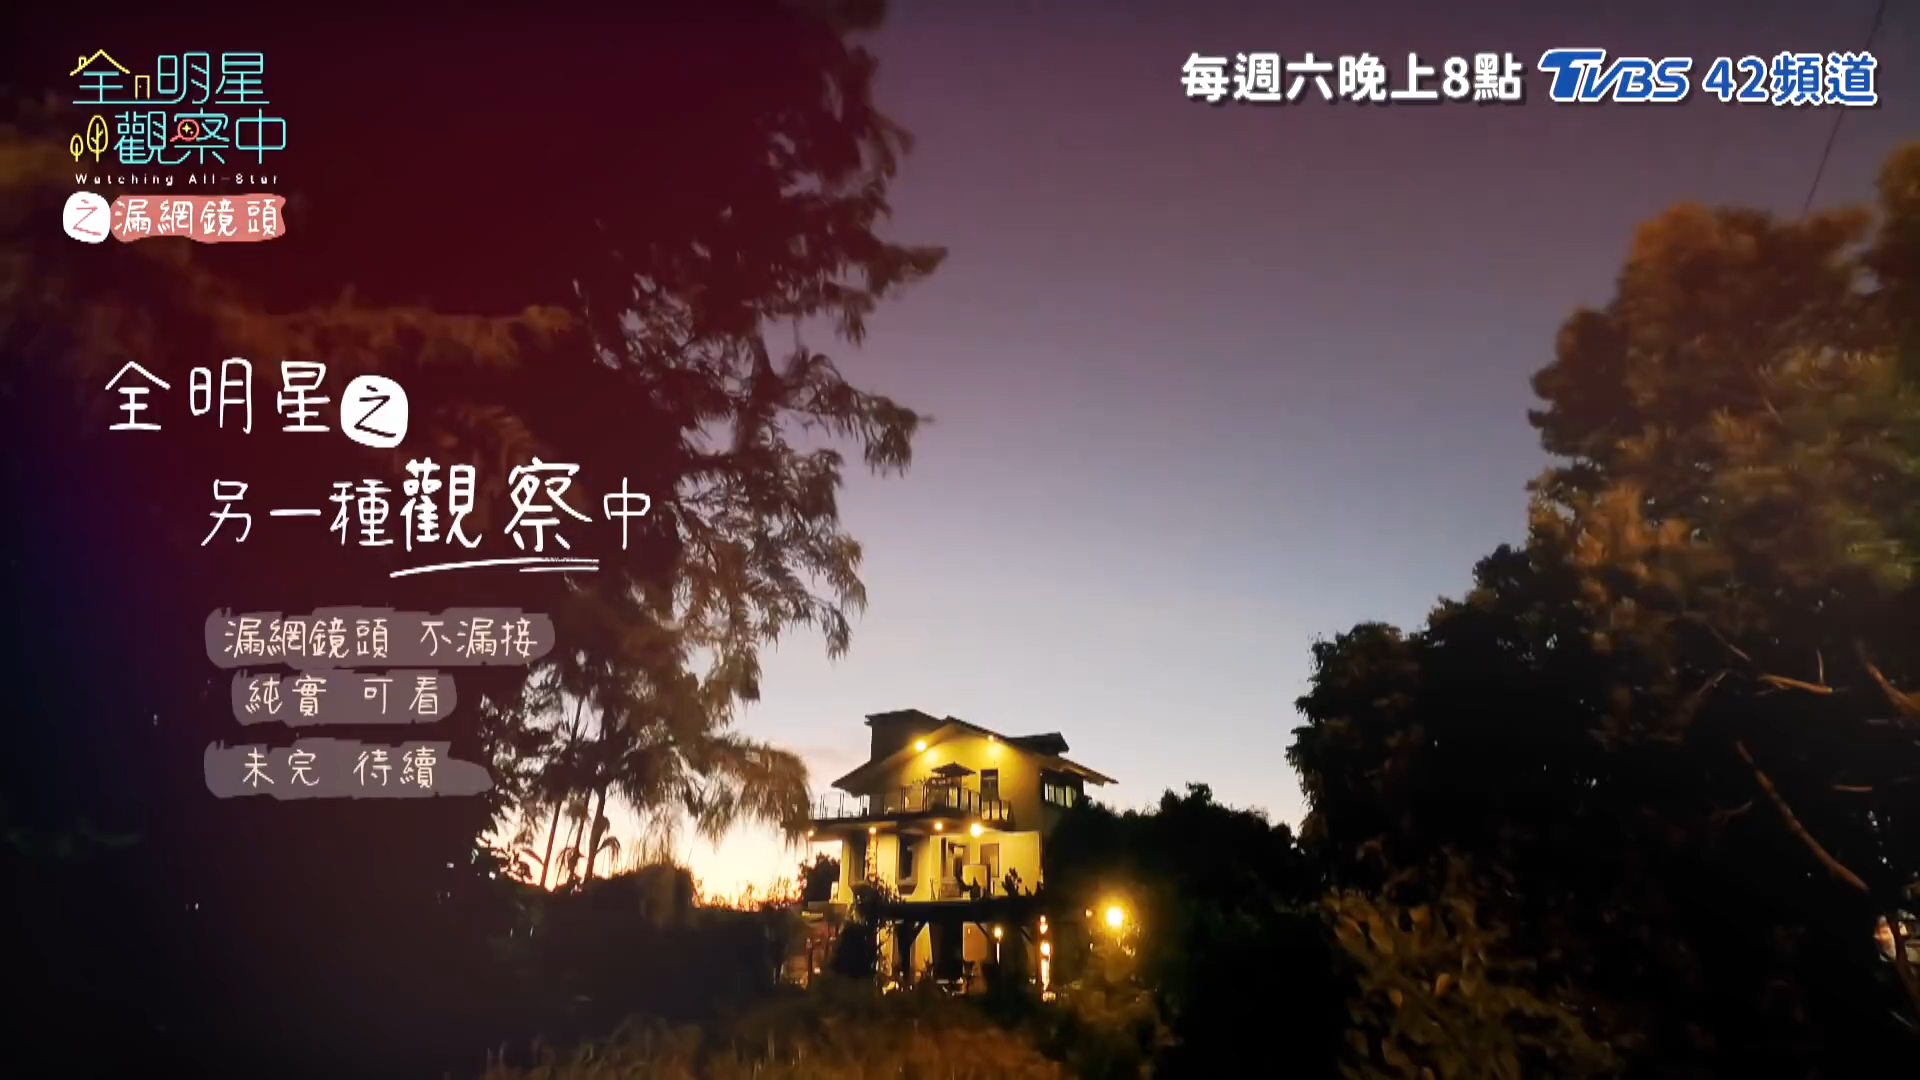 全明星
觀察中
Watching All-Star
之漏網鏡頭
每週六晚上8點 TVBS 42頻道
全明星之
另一種觀察中
漏網鏡頭 不漏接
純實 可看
未完 待續